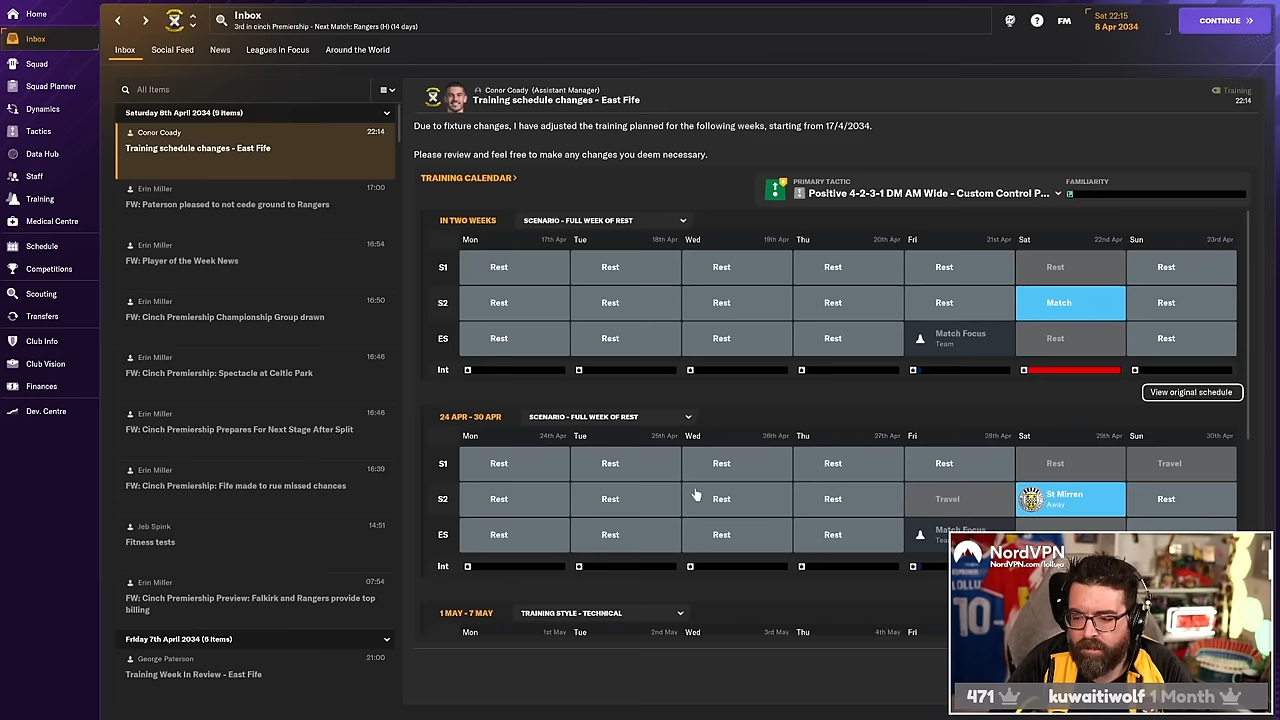 Home
Inbox
Squad
Squad Planner
Dynamics
Tactics
Data Hub
Staff
Training
Medical Centre
Schedule
Competitions
Scouting
Transfers
Club Info
Club Vision
Finances
Dev. Centre
Inbox
3rd in cinch Premiership - Next Match: Rangers (H) (14 days)
FM
Sat 22:15
8 Apr 2034
CONTINUE
Inbox Social Feed News Leagues In Focus Around the World
All Items
Saturday 8th April 2034 (9 Items)
Conor Coady 22:14
Training schedule changes - East Fife
Erin Miller 17:00
FW: Paterson pleased to not cede ground to Rangers
Erin Miller 16:54
FW: Player of the Week News
Erin Miller 16:50
FW: Cinch Premiership Championship Group drawn
Erin Miller 16:46
FW: Cinch Premiership: Spectacle at Celtic Park
Erin Miller 16:46
FW: Cinch Premiership Prepares For Next Stage After Split
Erin Miller 16:39
FW: Cinch Premiership: Fife made to rue missed chances
Jeb Spink 14:51
Fitness tests
Erin Miller 07:54
FW: Cinch Premiership Preview: Falkirk and Rangers provide top
billing
Friday 7th April 2034 (6 Items)
George Paterson 21:00
Training Week In Review - East Fife
Conor Coady (Assistant Manager)
Training schedule changes - East Fife
Training
22:14
Due to fixture changes, I have adjusted the training planned for the following weeks, starting from 17/4/2034.
Please review and feel free to make any changes you deem necessary.
TRAINING CALENDAR >
PRIMARY TACTIC
Positive 4-2-3-1 DM AM Wide - Custom Control P...
FAMILIARITY
IN TWO WEEKS SCENARIO - FULL WEEK OF REST
Mon 17th Apr Tue 18th Apr Wed 19th Apr Thu 20th Apr Fri 21st Apr Sat 22nd Apr Sun 23rd Apr
S1 Rest Rest Rest Rest Rest Rest Rest
S2 Rest Rest Rest Rest Rest Match Rest
ES Rest Rest Rest Rest Match Focus Rest Rest
Team
Int
View original schedule
24 APR - 30 APR SCENARIO - FULL WEEK OF REST
Mon 24th Apr Tue 25th Apr Wed 26th Apr Thu 27th Apr Fri 28th Apr Sat 29th Apr Sun 30th Apr
S1 Rest Rest Rest Rest Rest Rest Travel
S2 Rest Rest Rest Rest Travel St Mirren Rest
Away
ES Rest Rest Rest Rest Match Focus
Int
1 MAY - 7 MAY TRAINING STYLE - TECHNICAL
Mon 1st May Tue 2nd May Wed 3rd May Thu 4th May Fri
NordVPN
NordVPN.com/lollujo
LOLLU
10
471 kuwaitiwolf 1 Month